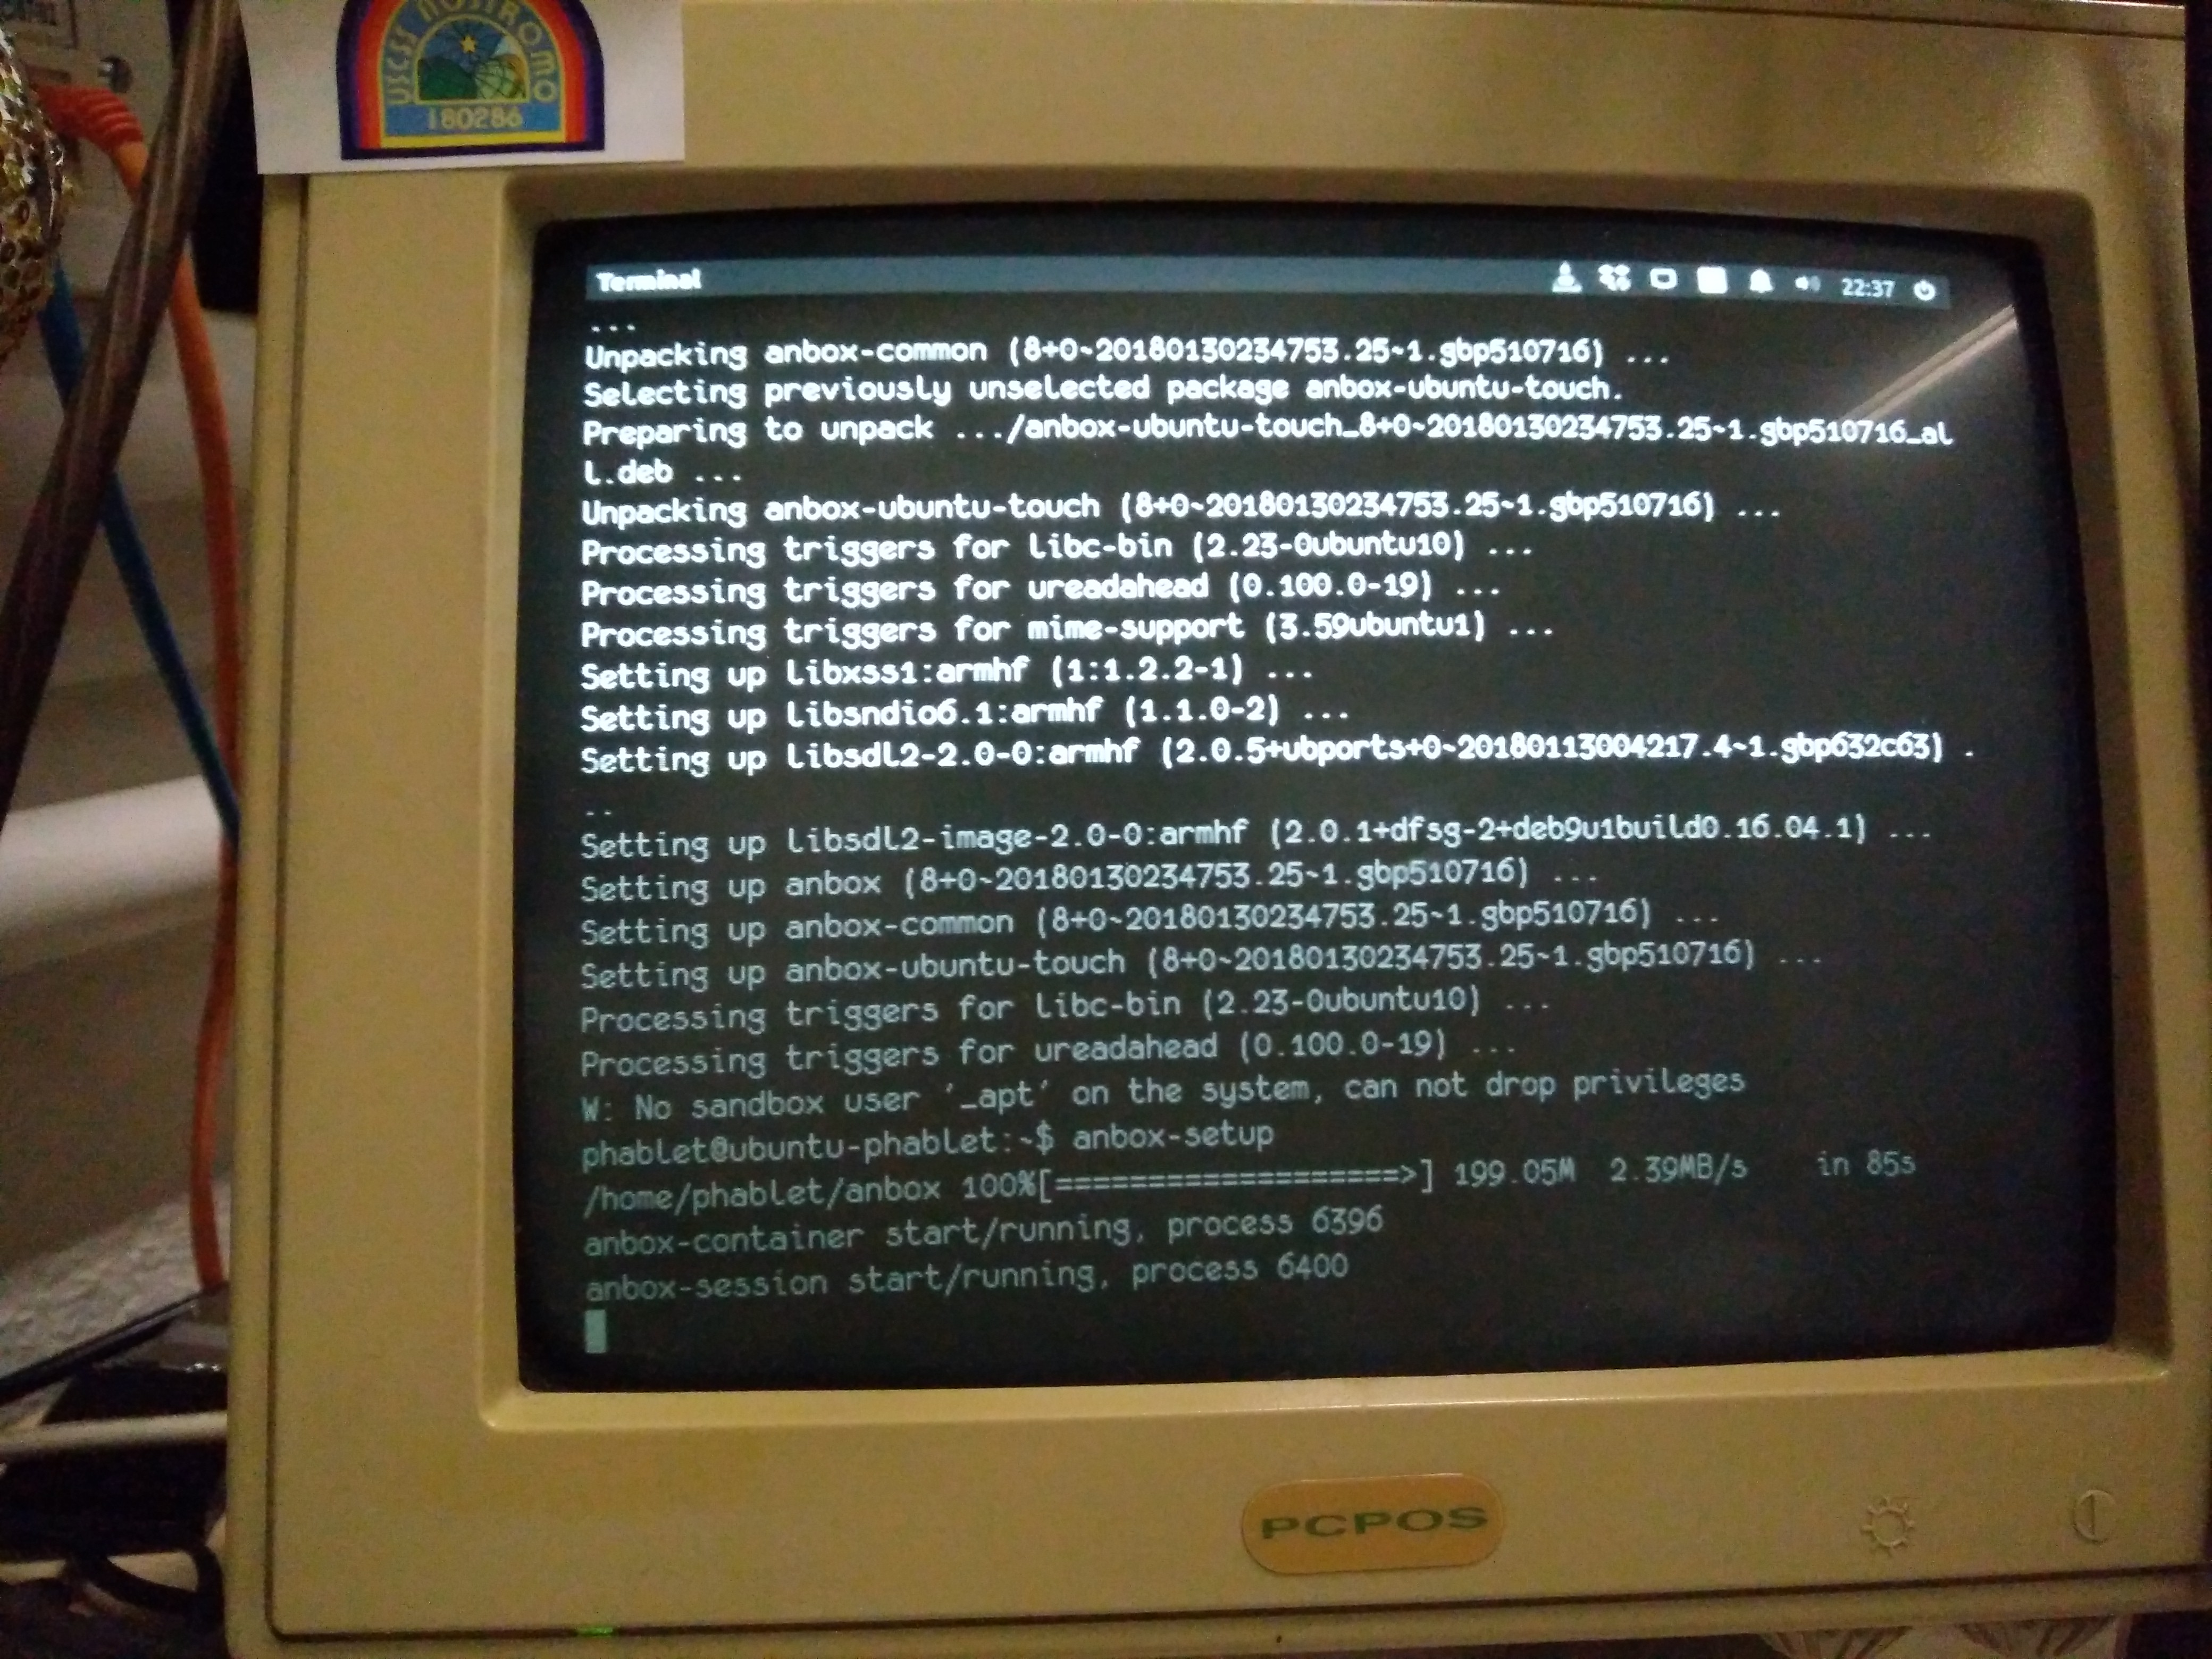 USCSS NOSTROMO
180286
Terminal
22:37
...
Unpacking anbox-common (8+0~20180130234753.25~1.gbp510716) ...
Selecting previously unselected package anbox-ubuntu-touch.
Preparing to unpack .../anbox-ubuntu-touch_8+0~20180130234753.25~1.gbp510716_al
l.deb ...
Unpacking anbox-ubuntu-touch (8+0~20180130234753.25~1.gbp510716) ...
Processing triggers for libc-bin (2.23-0ubuntu10) ...
Processing triggers for ureadahead (0.100.0-19) ...
Processing triggers for mime-support (3.59ubuntu1) ...
Setting up libxss1:armhf (1:1.2.2-1) ...
Setting up libsndio6.1:armhf (1.1.0-2) ...
Setting up libsdl2-2.0-0:armhf (2.0.5+ubports+0~20180113004217.4~1.gbp632c63) .
..
Setting up libsdl2-image-2.0-0:armhf (2.0.1+dfsg-2+deb9u1build0.16.04.1) ...
Setting up anbox (8+0~20180130234753.25~1.gbp510716) ...
Setting up anbox-common (8+0~20180130234753.25~1.gbp510716) ...
Setting up anbox-ubuntu-touch (8+0~20180130234753.25~1.gbp510716) ...
Processing triggers for libc-bin (2.23-0ubuntu10) ...
Processing triggers for ureadahead (0.100.0-19) ...
W: No sandbox user '_apt' on the system, can not drop privileges
phablet@ubuntu-phablet:~$ anbox-setup
/home/phablet/anbox 100%[===================>] 199.05M 2.39MB/s in 85s
anbox-container start/running, process 6396
anbox-session start/running, process 6400
PCPOS